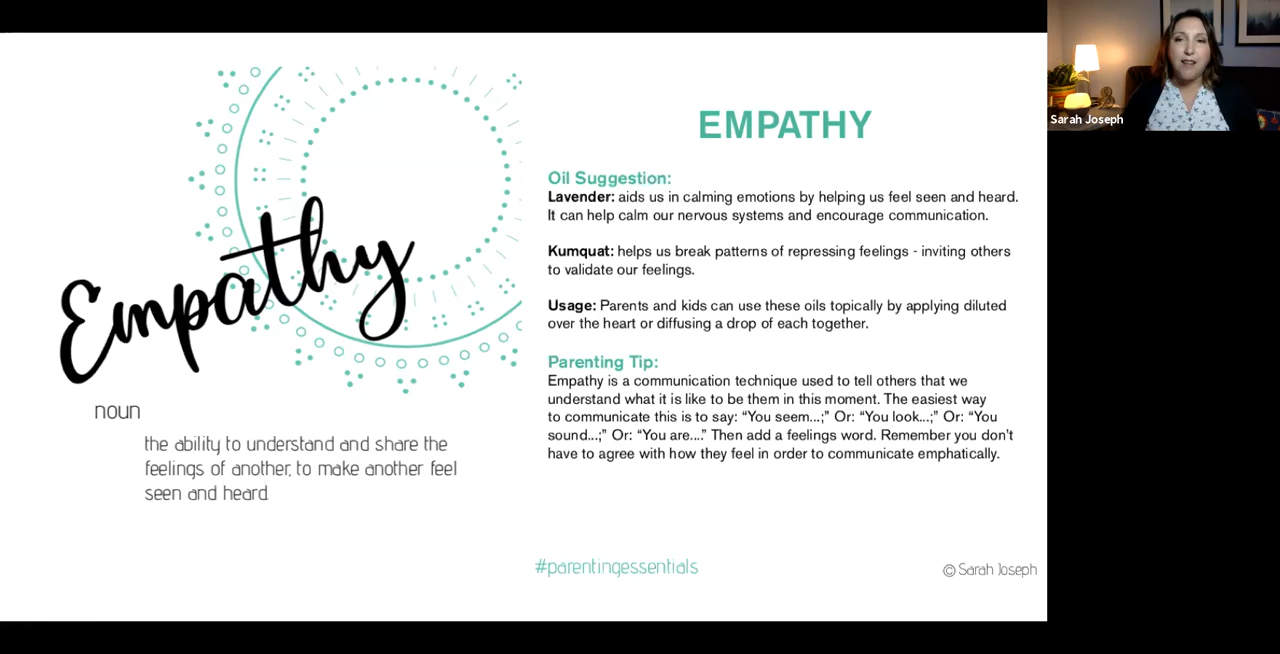 Empathy
noun
the ability to understand and share the
feelings of another, to make another feel
seen and heard.
EMPATHY
Oil Suggestion:
Lavender: aids us in calming emotions by helping us feel seen and heard.
It can help calm our nervous systems and encourage communication.
Kumquat: helps us break patterns of repressing feelings - inviting others
to validate our feelings.
Usage: Parents and kids can use these oils topically by applying diluted
over the heart or diffusing a drop of each together.
Parenting Tip:
Empathy is a communication technique used to tell others that we
understand what it is like to be them in this moment. The easiest way
to communicate this is to say: “You seem...;” Or: “You look...;” Or: “You
sound...;” Or: “You are....” Then add a feelings word. Remember you don’t
have to agree with how they feel in order to communicate emphatically.
#parentingessentials
© Sarah Joseph
Sarah Joseph